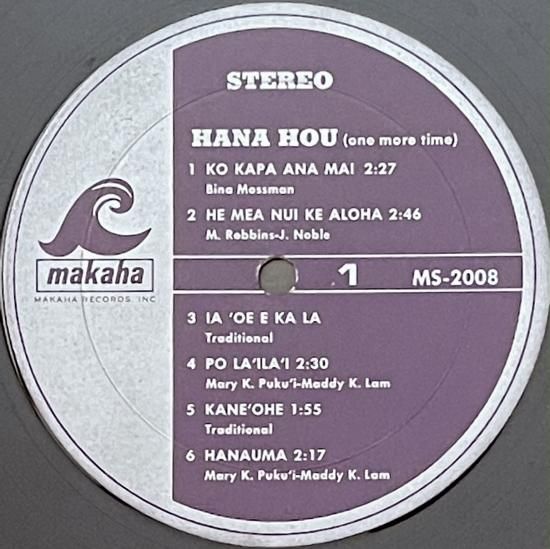 STEREO
HANA HOU (one more time)
1 KO KAPA ANA MAI 2:27
Bina Mossman
2 HE MEA NUI KE ALOHA 2:46
M. Robbins-J. Noble
makaha
MAKAHA RECORDS, INC
1 MS-2008
3 IA 'OE E KA LA
Traditional
4 PO LA'ILA'I 2:30
Mary K. Puku'i-Maddy K. Lam
5 KANE'OHE 1:55
Traditional
6 HANAUMA 2:17
Mary K. Puku'i-Maddy K. Lam